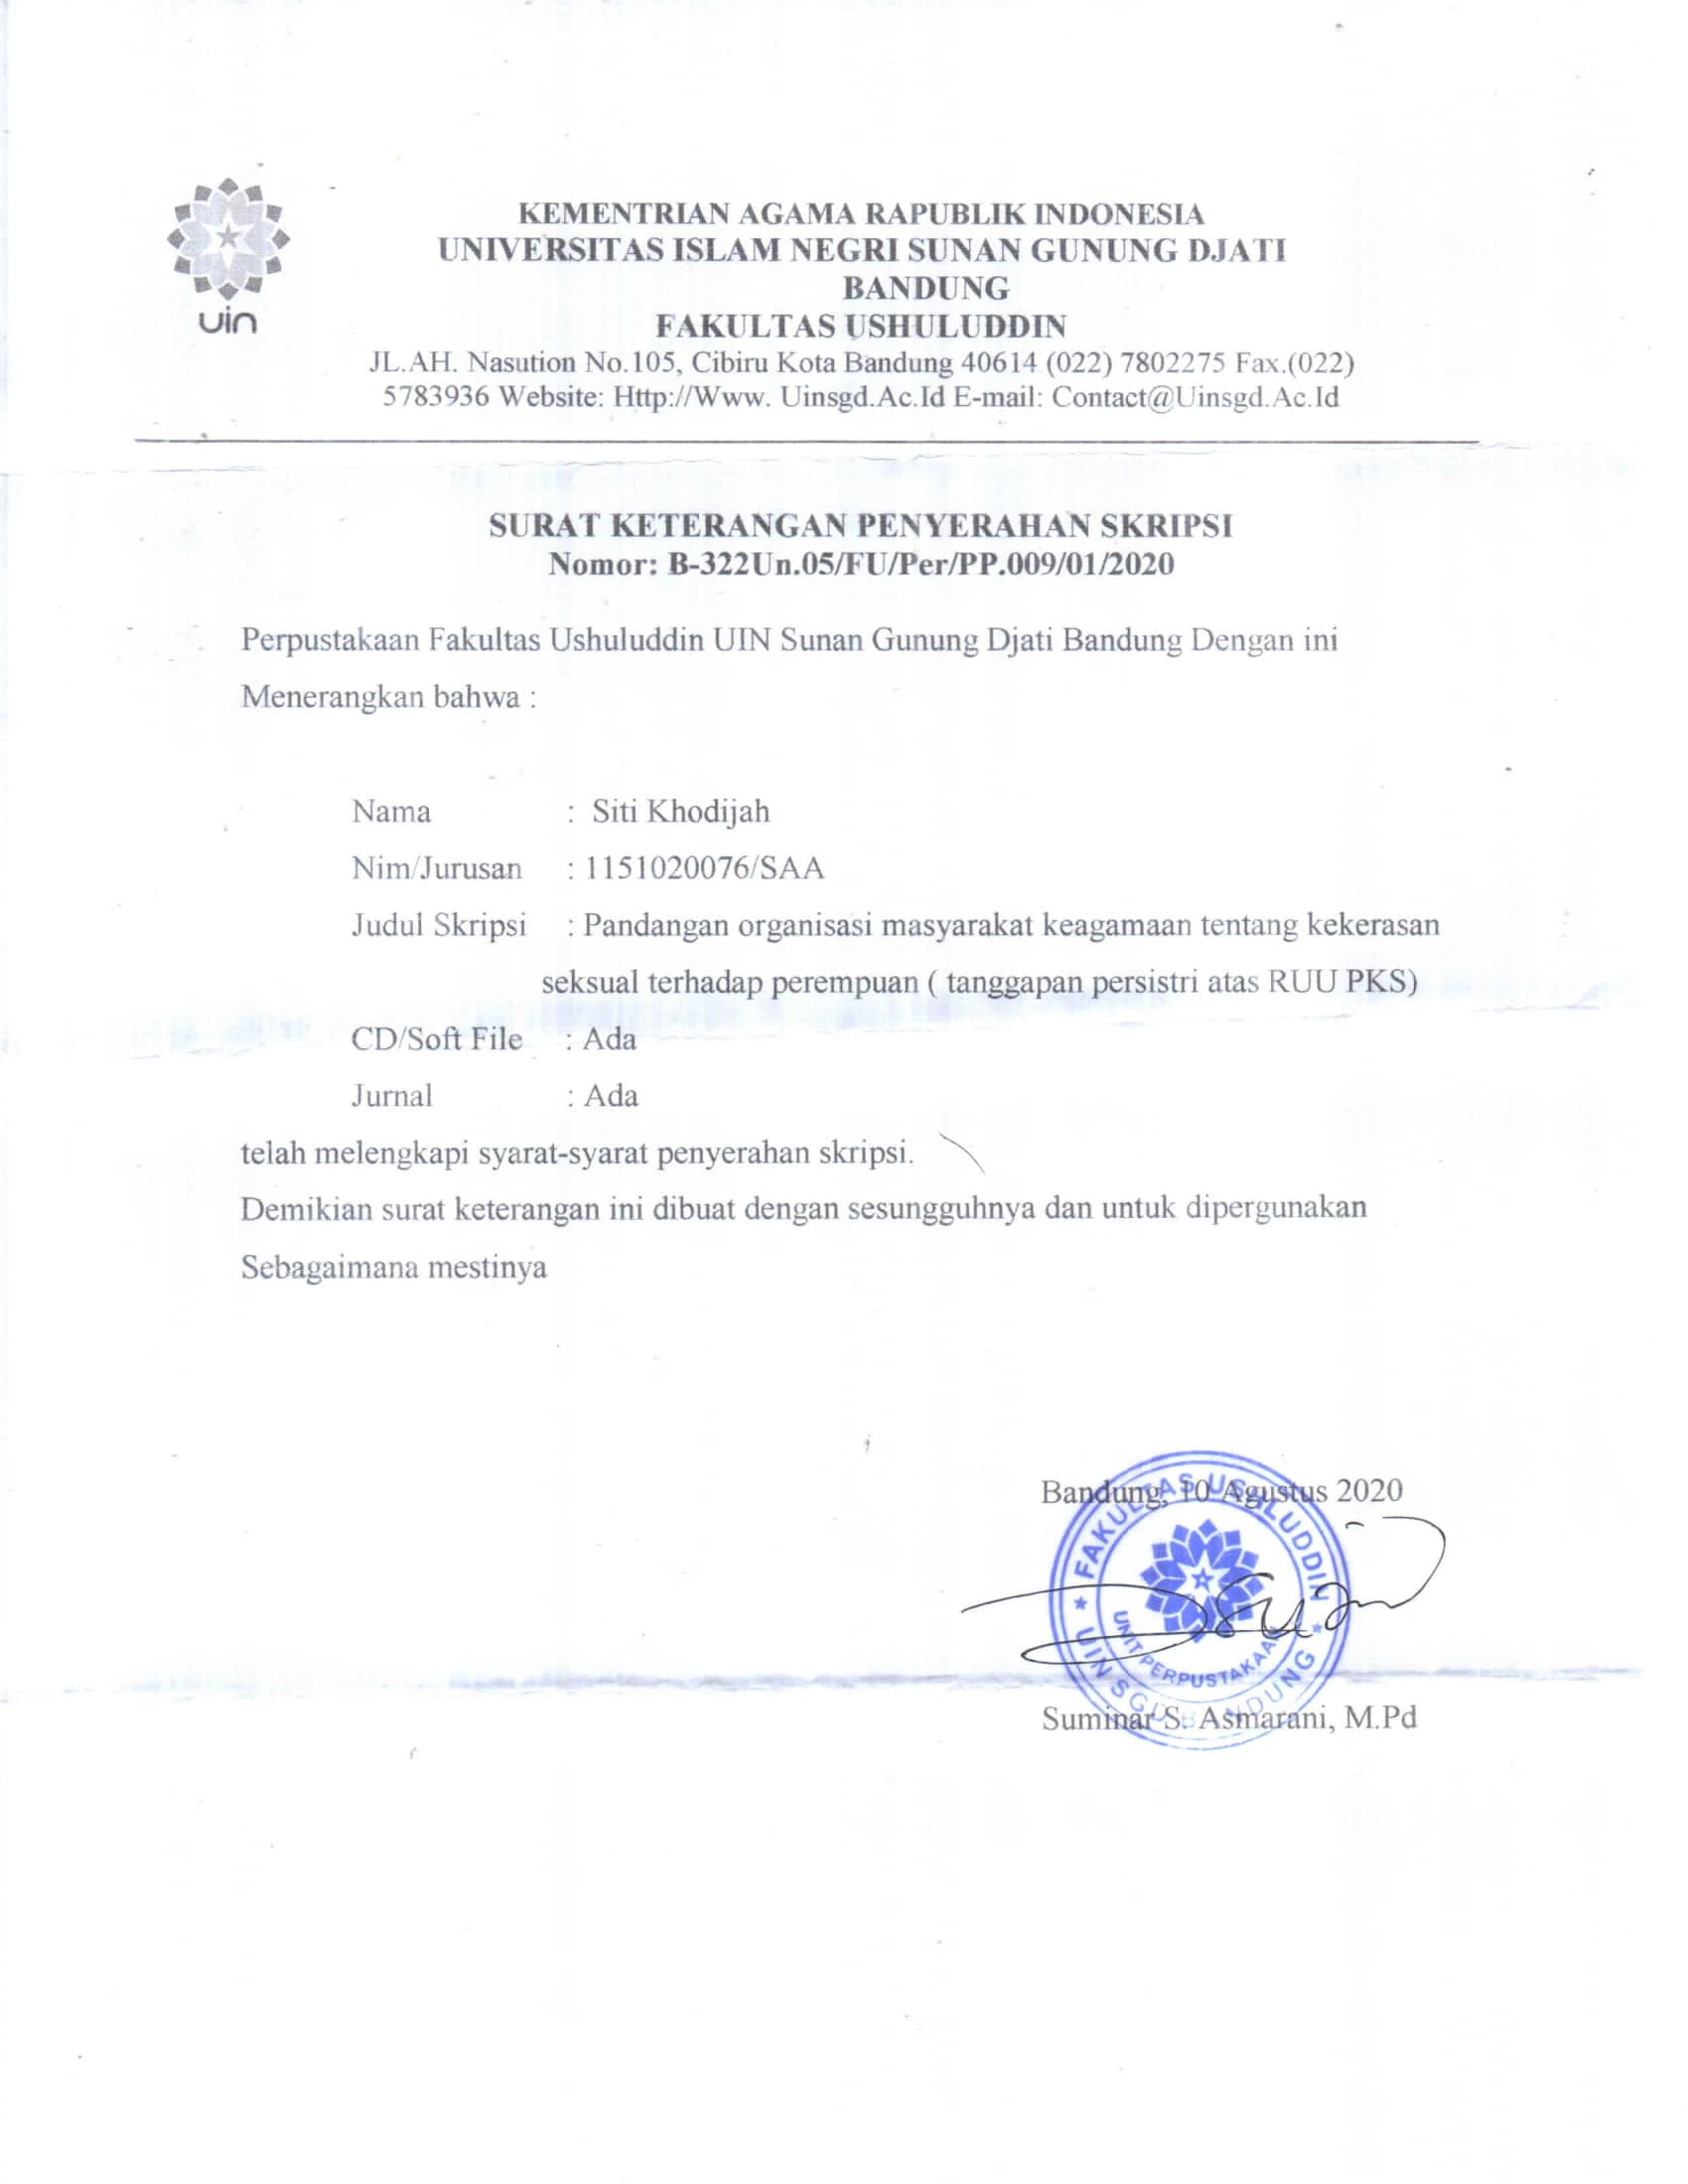 uin
KEMENTRIAN AGAMA RAPUBLIK INDONESIA
UNIVERSITAS ISLAM NEGRI SUNAN GUNUNG DJATI
BANDUNG
FAKULTAS USHULUDDIN
JL.AH. Nasution No.105, Cibiru Kota Bandung 40614 (022) 7802275 Fax.(022)
5783936 Website: Http://Www. Uinsgd.Ac.Id E-mail: Contact@Uinsgd.Ac.Id
SURAT KETERANGAN PENYERAHAN SKRIPSI
Nomor: B-322Un.05/FU/Per/PP.009/01/2020
Perpustakaan Fakultas Ushuluddin UIN Sunan Gunung Djati Bandung Dengan ini
Menerangkan bahwa :
Nama : Siti Khodijah
Nim/Jurusan : 1151020076/SAA
Judul Skripsi : Pandangan organisasi masyarakat keagamaan tentang kekerasan
seksual terhadap perempuan ( tanggapan persistri atas RUU PKS)
CD/Soft File : Ada
Jurnal : Ada
telah melengkapi syarat-syarat penyerahan skripsi.
Demikian surat keterangan ini dibuat dengan sesungguhnya dan untuk dipergunakan
Sebagaimana mestinya
Bandung, 10 Agustus 2020
FAKULTAS USHULUDDIN
UNIT PERPUSTAKAAN
UIN SGD BANDUNG
Suminar S. Asmarani, M.Pd